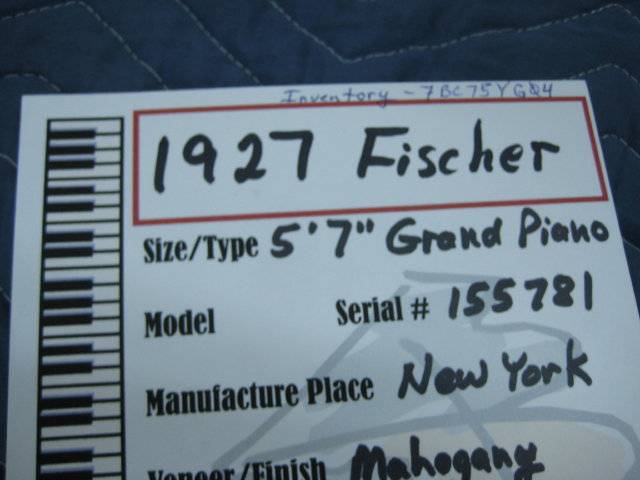 Inventory - 7BC75YGQ4
1927 Fischer
Size/Type 5'7" Grand Piano
Model Serial # 155781
Manufacture Place New York
Veneer/Finish Mahogany